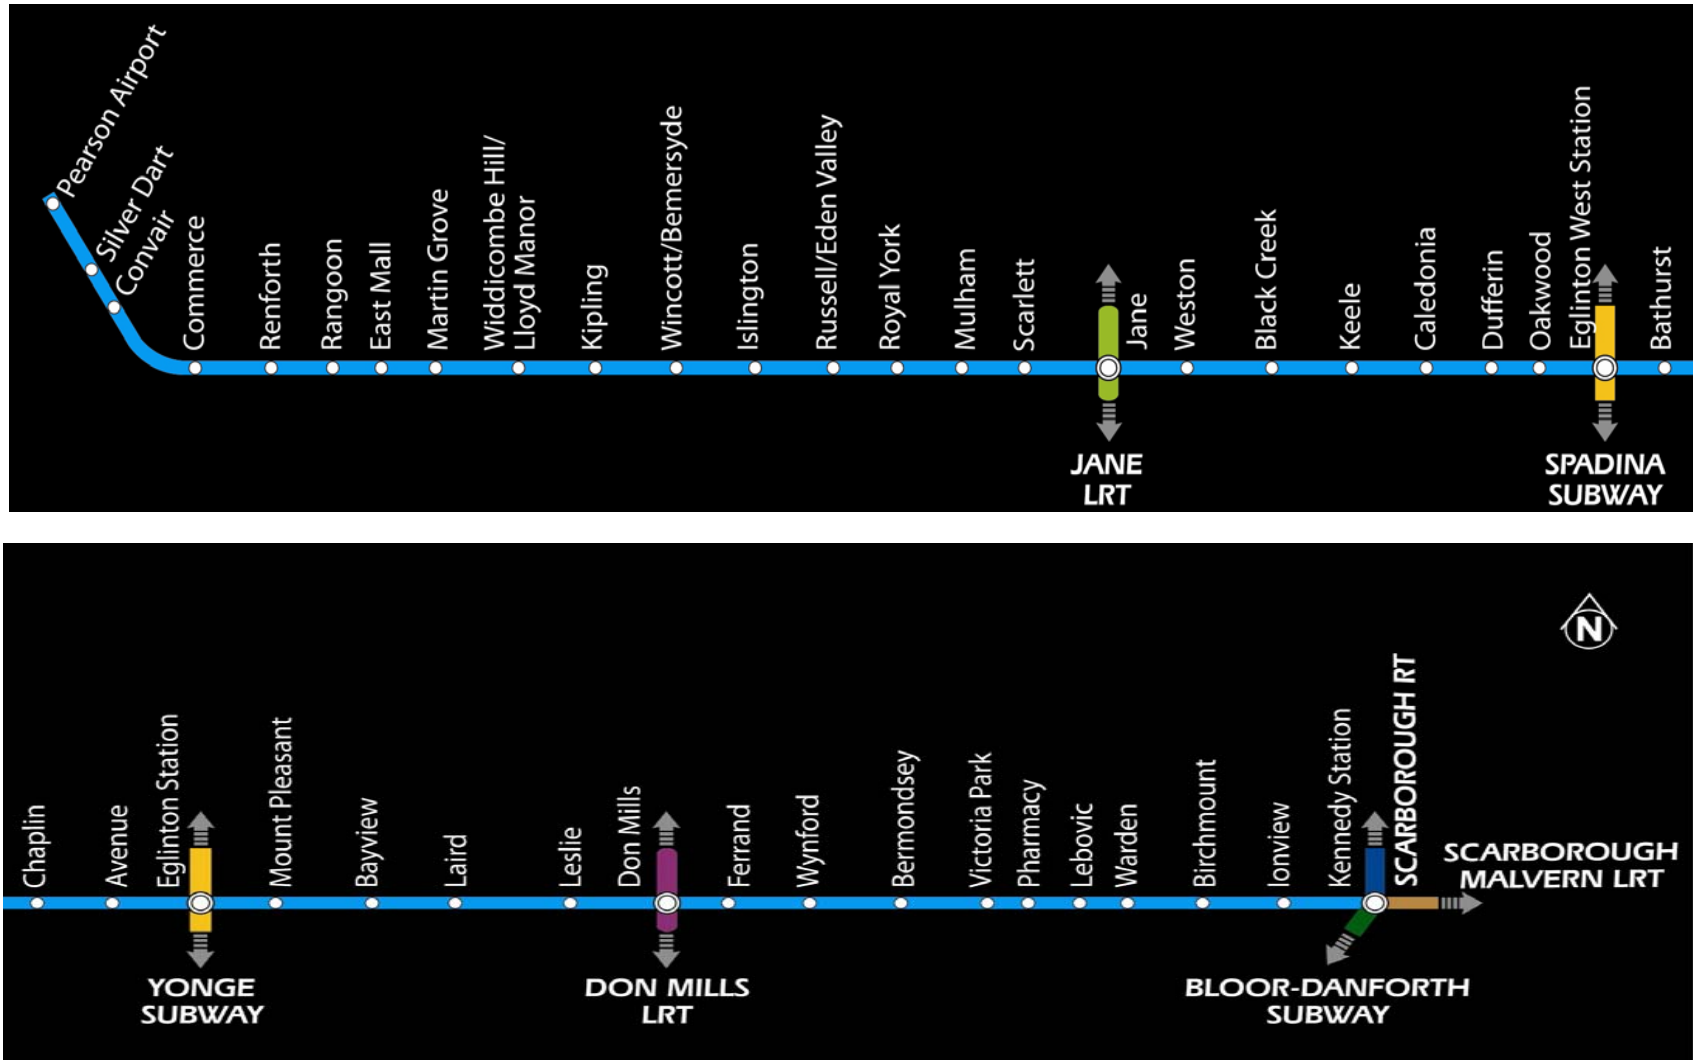 Pearson Airport
Silver Dart
Convair
Commerce
Renforth
Rangoon
East Mall
Martin Grove
Widdicombe Hill/
Lloyd Manor
Kipling
Wincott/Bemersyde
Islington
Russell/Eden Valley
Royal York
Mulham
Scarlett
Jane
Weston
Black Creek
Keele
Caledonia
Dufferin
Oakwood
Eglinton West Station
Bathurst
JANE
LRT
SPADINA
SUBWAY
N
Chaplin
Avenue
Eglinton Station
Mount Pleasant
Bayview
Laird
Leslie
Don Mills
Ferrand
Wynford
Bermondsey
Victoria Park
Pharmacy
Lebovic
Warden
Birchmount
Ionview
Kennedy Station
SCARBOROUGH RT
SCARBOROUGH
MALVERN LRT
YONGE
SUBWAY
DON MILLS
LRT
BLOOR-DANFORTH
SUBWAY